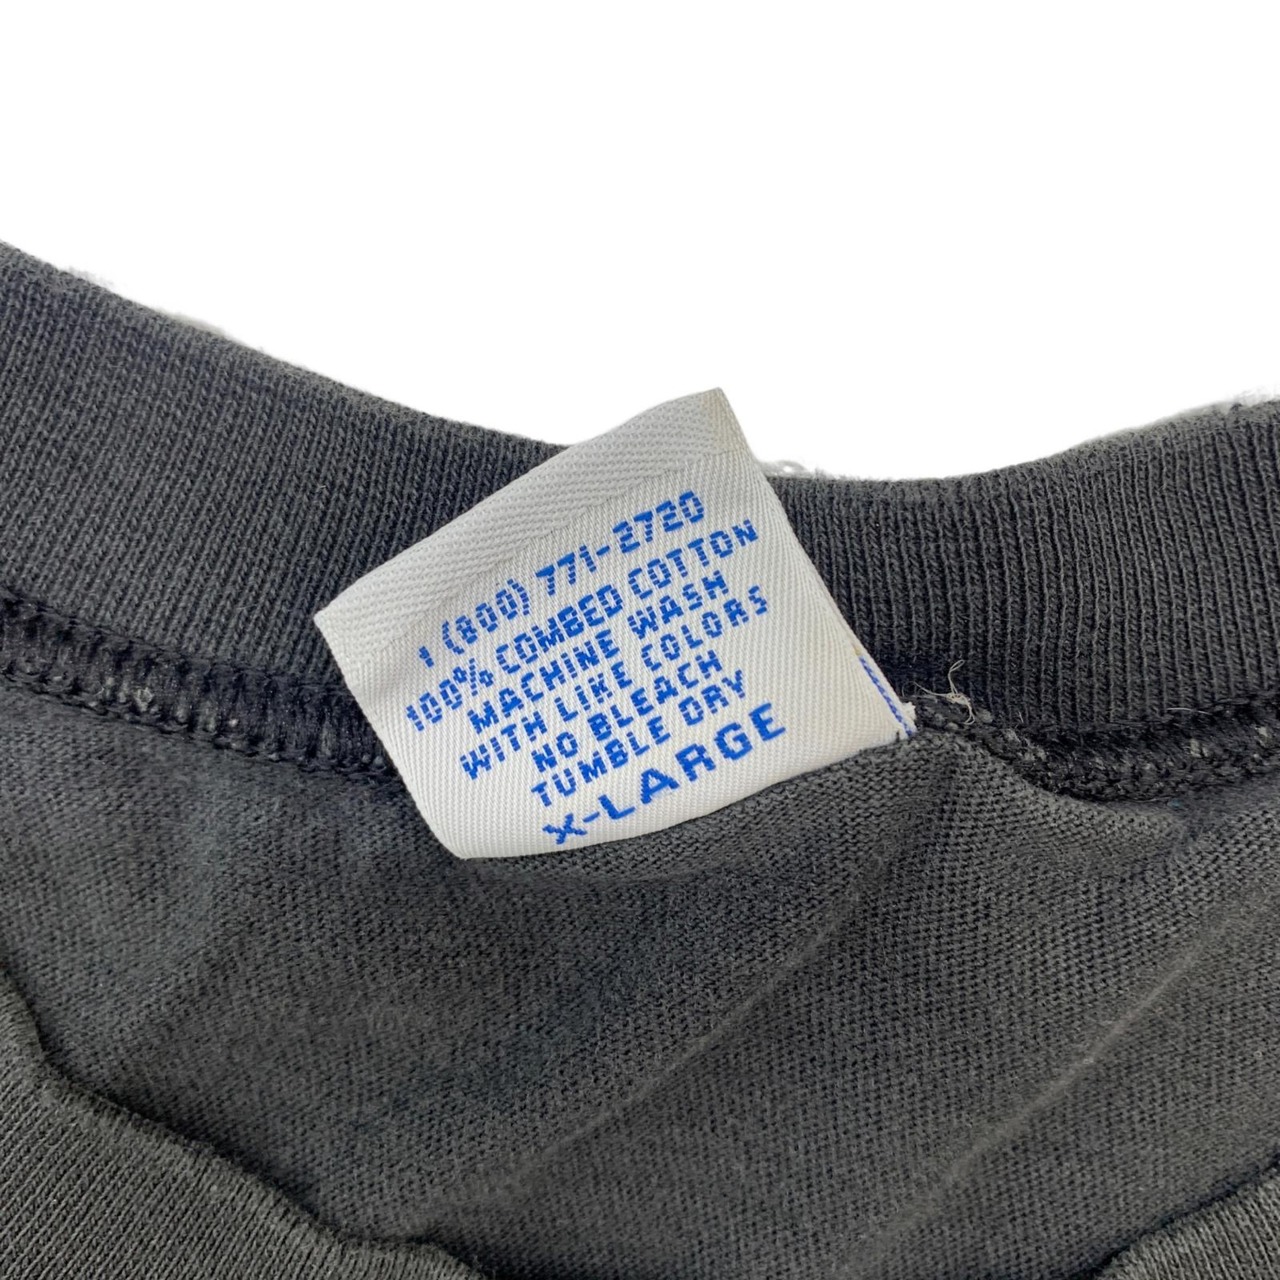 1 (800) 771-2720
100% COMBED COTTON
MACHINE WASH
WITH LIKE COLORS
NO BLEACH
TUMBLE DRY
X-LARGE